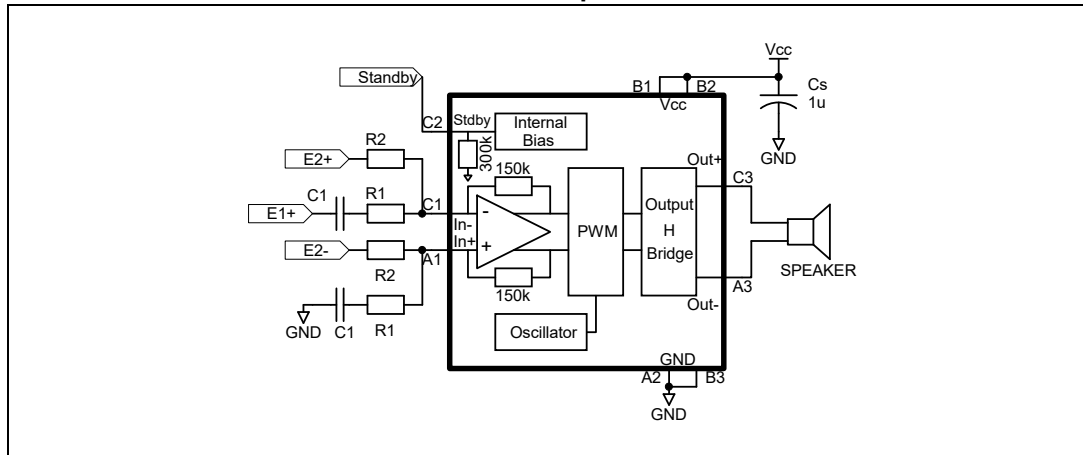 Vcc
B1
B2
Vcc
Cs
1u
GND
Standby
C2
Stdby
300k
Internal
Bias
R2
E2+
150k
Out+
C3
C1
R1
C1
E1+
In-
-
In+
+
PWM
Output
H
Bridge
SPEAKER
E2-
R2
A1
150k
A3
Out-
GND
C1
R1
Oscillator
GND
A2
B3
GND